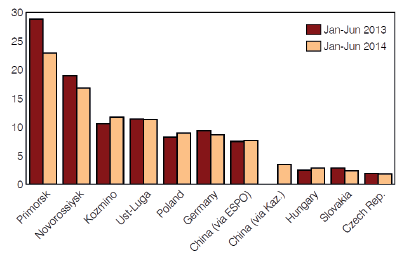 30
25
20
15
10
5
0
Jan-Jun 2013
Jan-Jun 2014
Primorsk
Novorossiysk
Kozmino
Ust-Luga
Poland
Germany
China (via ESPO)
China (via Kaz.)
Hungary
Slovakia
Czech Rep.